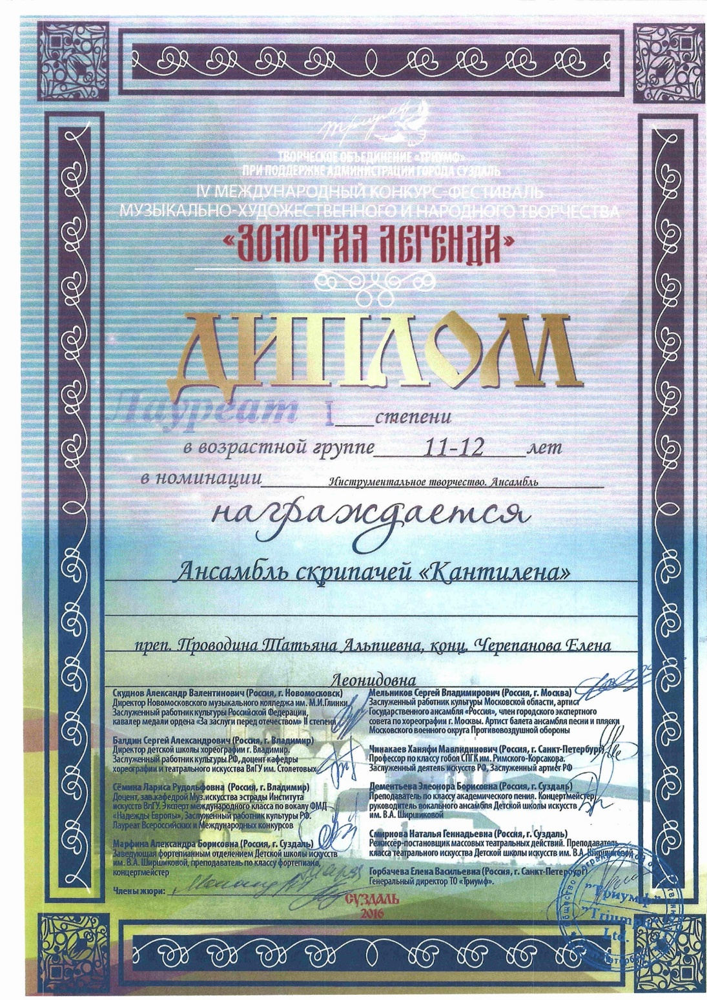 Триумф
ТВОРЧЕСКОЕ ОБЪЕДИНЕНИЕ «ТРИУМФ»
ПРИ ПОДДЕРЖКЕ АДМИНИСТРАЦИИ ГОРОДА СУЗДАЛЬ
IV МЕЖДУНАРОДНЫЙ КОНКУРС-ФЕСТИВАЛЬ
МУЗЫКАЛЬНО-ХУДОЖЕСТВЕННОГО И НАРОДНОГО ТВОРЧЕСТВА
«ЗОЛОТАЯ ЛЕГЕНДА»
ДИПЛОМ
Лауреат I степени
в возрастной группе 11-12 лет
в номинации Инструментальное творчество. Ансамбль
награждается
Ансамбль скрипачей «Кантилена»
преп. Проводина Татьяна Альпиевна, конц. Черепанова Елена
Леонидовна
Скуднов Александр Валентинович (Россия, г. Новомосковск)
Директор Новомосковского музыкального колледжа им. М.И.Глинки,
Заслуженный работник культуры Российской Федерации,
кавалер медали ордена «За заслуги перед отечеством» II степени
Балдин Сергей Александрович (Россия, г. Владимир)
Директор детской школы хореографии г. Владимир.
Заслуженный работник культуры РФ, доцент кафедры
хореографии и театрального искусства ВлГУ им. Столетовых
Сёмина Лариса Рудольфовна (Россия, г. Владимир)
Доцент, зав.кафедрой Муз.искусства эстрады Института
искусств ВлГУ. Эксперт международного класса по вокалу ФМД
«Надежды Европы», Заслуженный работник культуры РФ.
Лауреат Всероссийских и Международных конкурсов
Марфина Александра Борисовна (Россия, г. Суздаль)
Заведующая фортепианным отделением Детской школы искусств
им. В.А. Ширшиковой, преподаватель по классу фортепиано,
концертмейстер
Члены жюри:
Мельников Сергей Владимирович (Россия, г. Москва)
Заслуженный работник культуры Московской области, артист
Государственного ансамбля «Россия», член городского экспертного
совета по хореографии г. Москвы. Артист балета ансамбля песни и пляски
Московского военного округа Противовоздушной обороны
Чинакаев Ханяфи Мавлидинович (Россия, г. Санкт-Петербург)
Профессор по классу гобоя СПГК им. Римского-Корсакова.
Заслуженный деятель искусств РФ, Заслуженный артист РФ
Дементьева Элеонора Борисовна (Россия, г. Суздаль)
Преподаватель по классу академического пения. Концертмейстер,
руководитель вокального ансамбля Детской школы искусств
им. В.А. Ширшиковой
Смирнова Наталья Геннадьевна (Россия, г. Суздаль)
Режиссёр-постановщик массовых театральных действий. Преподаватель
класса театрального искусства Детской школы искусств им. В.А. Ширшиковой
Горбачева Елена Васильевна (Россия, г. Санкт-Петербург)
Генеральный директор ТО «Триумф».
СУЗДАЛЬ
2016
"Триумф"
"Triumph"
Ltd.